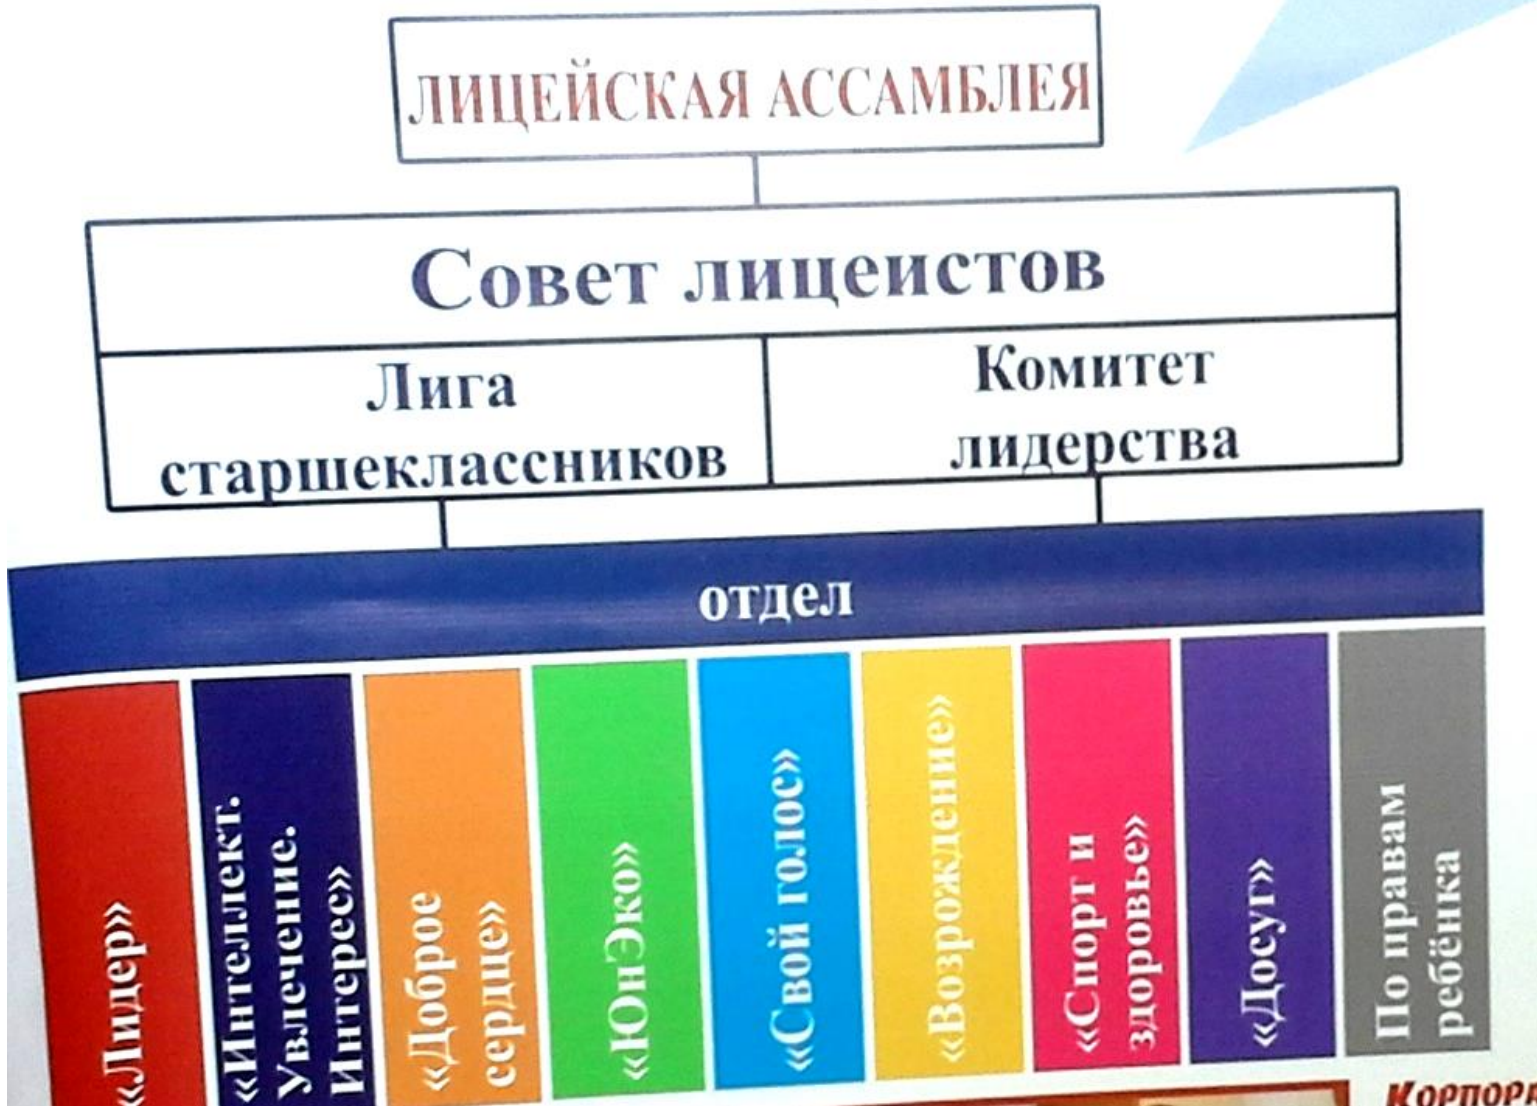 ЛИЦЕЙСКАЯ АССАМБЛЕЯ
Совет лицеистов
Лига
старшеклассников
Комитет
лидерства
отдел
«Лидер»
«Интеллект.
Увлечение.
Интерес»
«Доброе
сердце»
«ЮнЭко»
«Свой голос»
«Возрождение»
«Спорт и
здоровье»
«Досуг»
По правам
ребёнка